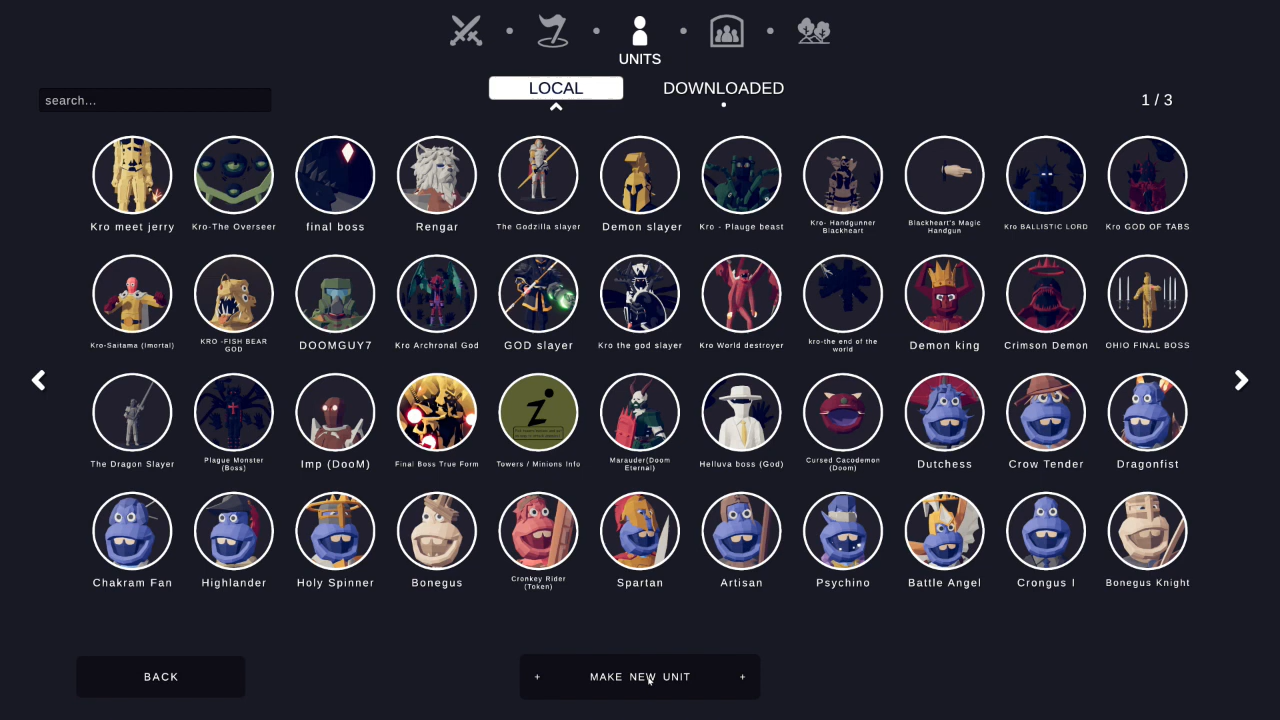 UNITS
LOCAL
DOWNLOADED
search...
1 / 3
Kro meet jerry
Kro-The Overseer
final boss
Rengar
The Godzilla slayer
Demon slayer
Kro - Plauge beast
Kro- Handgunner
Blackheart
Blackheart's Magic
Handgun
Kro BALLISTIC LORD
Kro GOD OF TABS
Kro-Saitama (Imortal)
KRO -FISH BEAR
GOD
DOOMGUY7
Kro Archronal God
GOD slayer
Kro the god slayer
Kro World destroyer
kro-the end of the
world
Demon king
Crimson Demon
OHIO FINAL BOSS
The Dragon Slayer
Plague Monster
(Boss)
Imp (DooM)
Final Boss True Form
Towers / Minions Info
Marauder(Doom
Eternal)
Helluva boss (God)
Cursed Cacodemon
(Doom)
Dutchess
Crow Tender
Dragonfist
Chakram Fan
Highlander
Holy Spinner
Bonegus
Cronkey Rider
(Token)
Spartan
Artisan
Psychino
Battle Angel
Crongus I
Bonegus Knight
BACK
+ MAKE NEW UNIT +